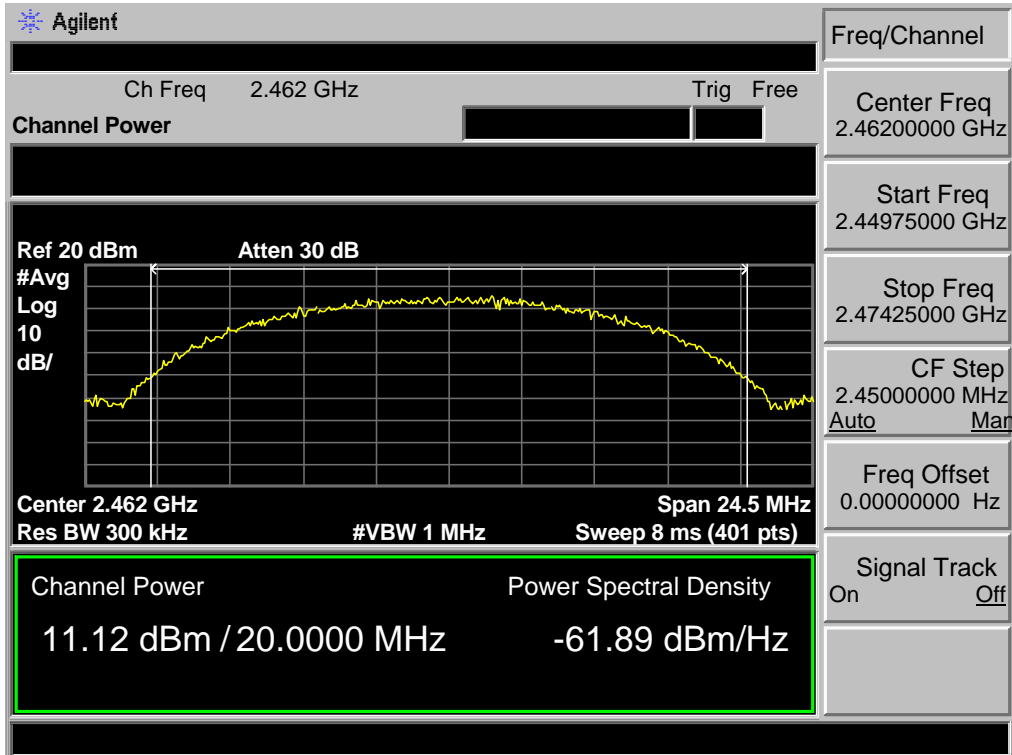 Agilent
Freq/Channel
Ch Freq 2.462 GHz Trig Free
Channel Power
Center Freq
2.46200000 GHz
Start Freq
2.44975000 GHz
Ref 20 dBm Atten 30 dB
#Avg
Log
10
dB/
Stop Freq
2.47425000 GHz
CF Step
2.45000000 MHz
Auto Man
Center 2.462 GHz Span 24.5 MHz
Res BW 300 kHz #VBW 1 MHz Sweep 8 ms (401 pts)
Freq Offset
0.00000000 Hz
Channel Power Power Spectral Density
11.12 dBm / 20.0000 MHz -61.89 dBm/Hz
Signal Track
On Off